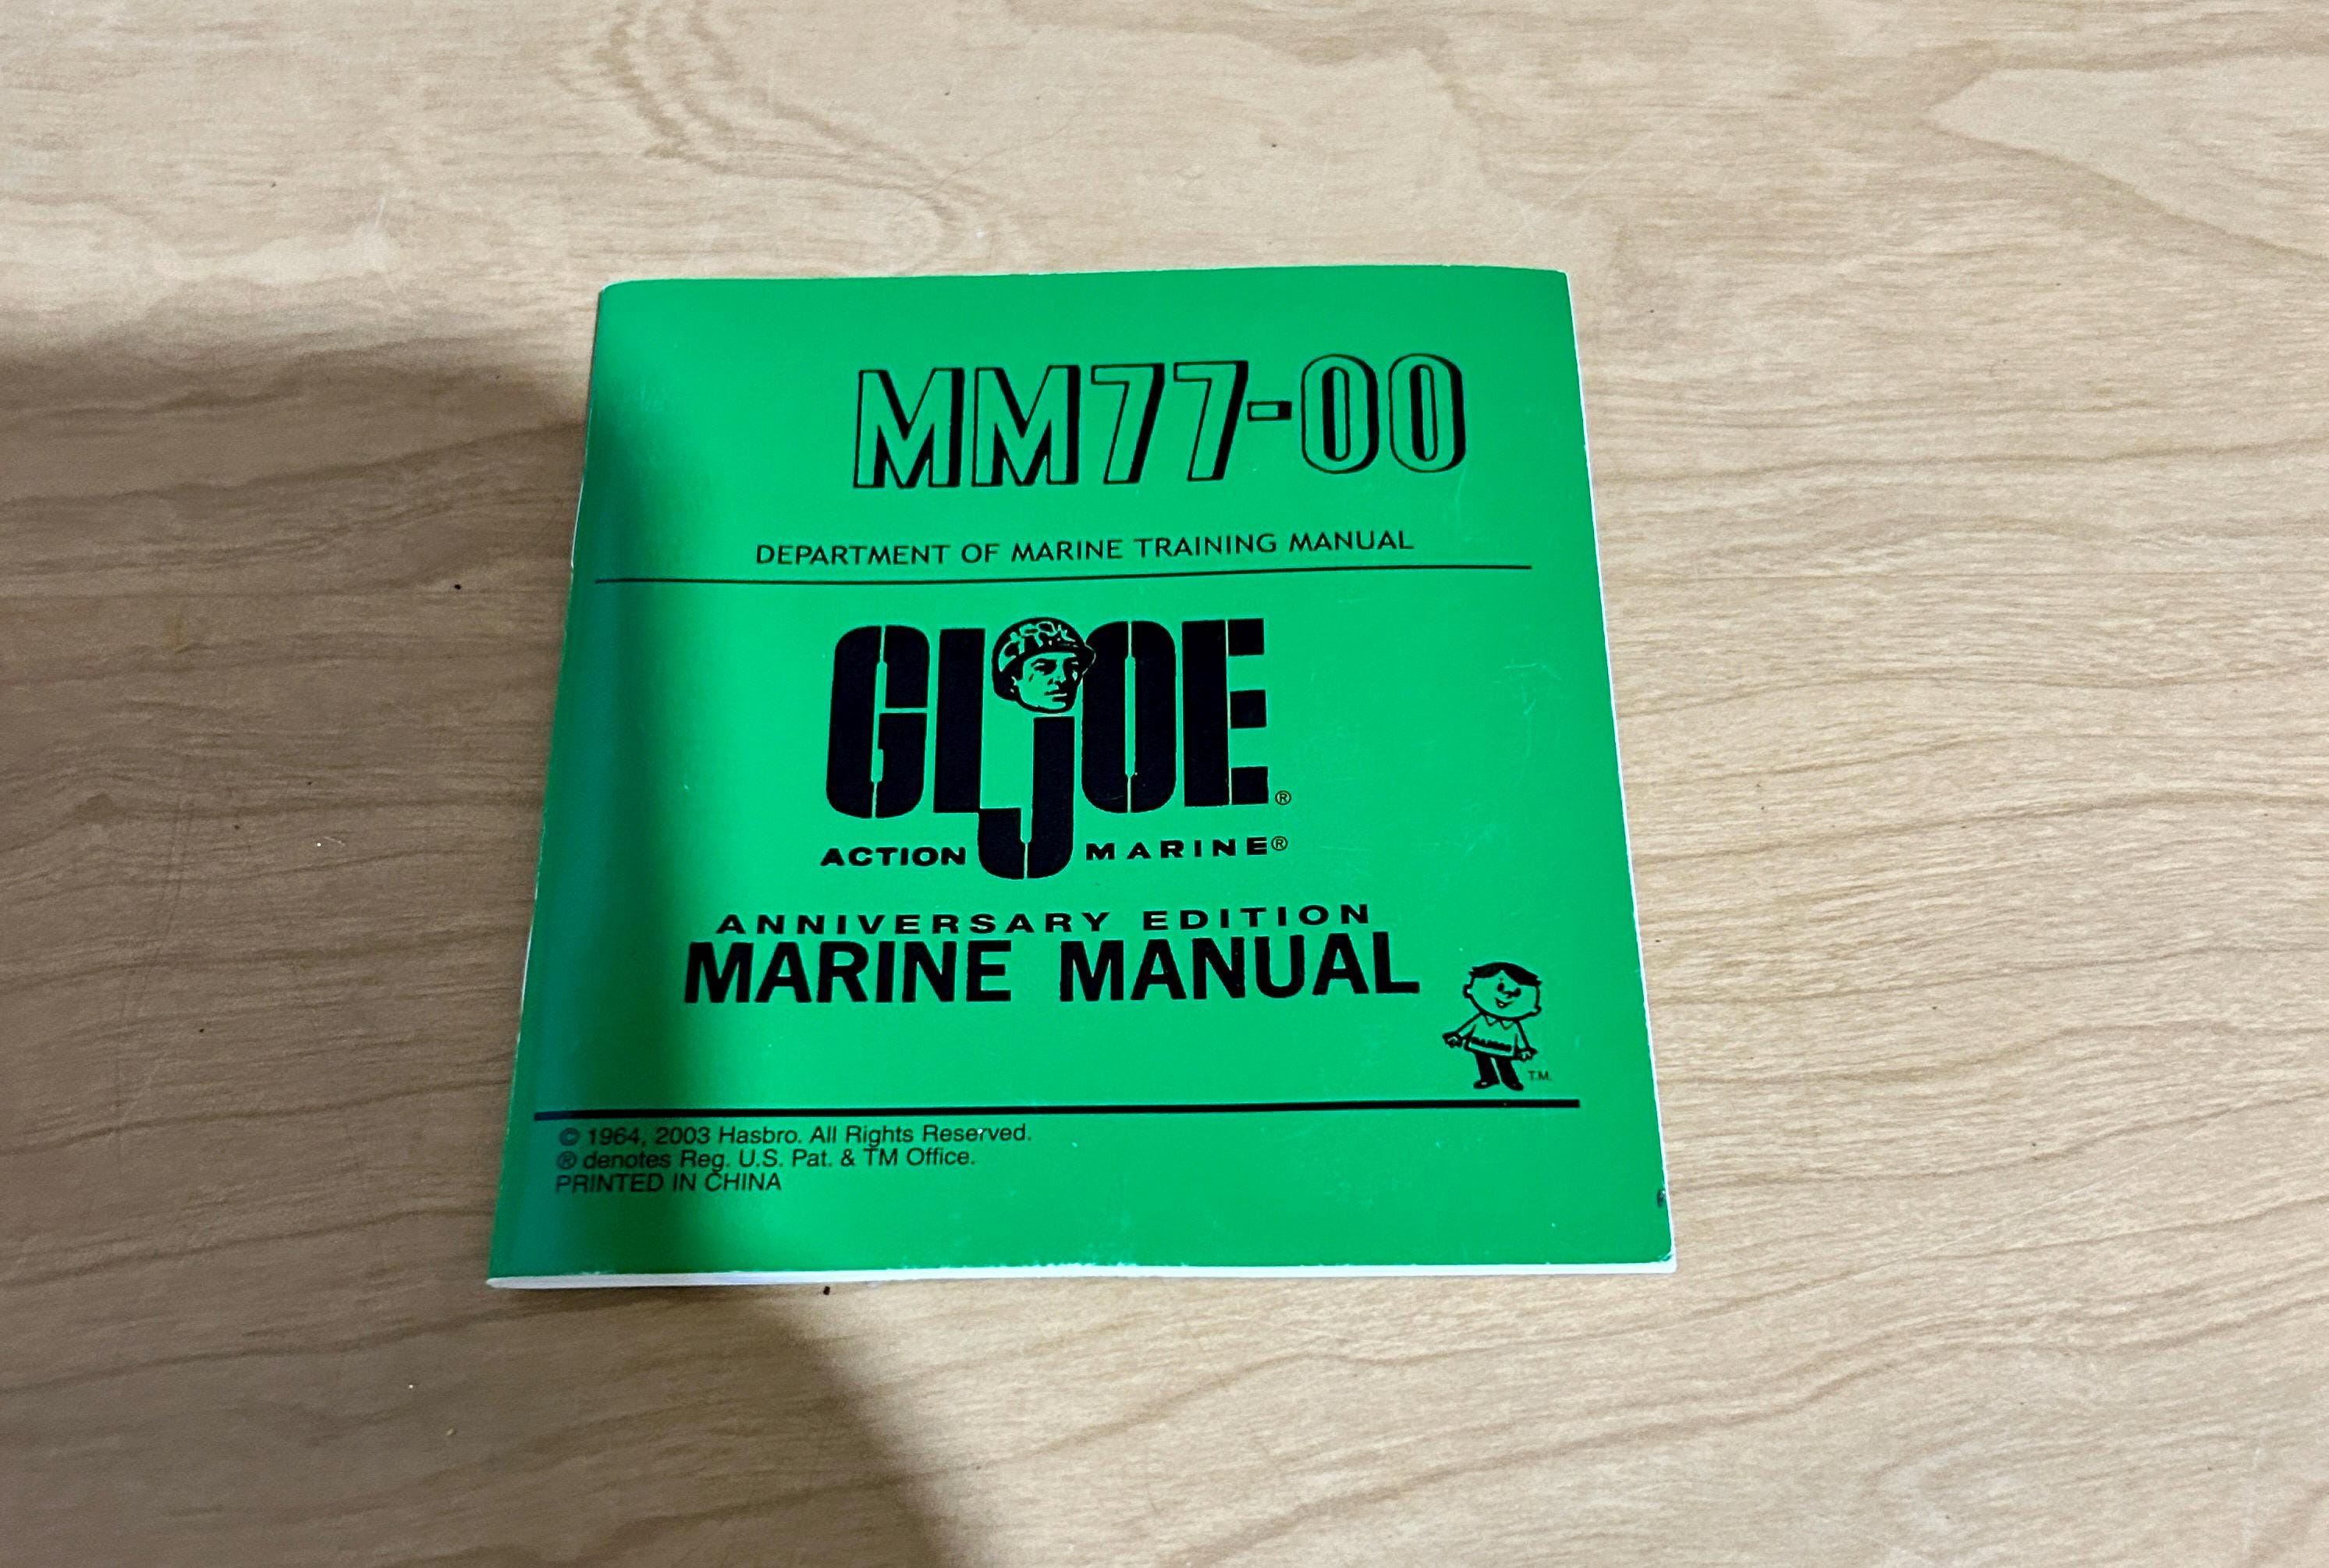 MM77-00
DEPARTMENT OF MARINE TRAINING MANUAL
GI JOE®
ACTION MARINE®
ANNIVERSARY EDITION
MARINE MANUAL
HASBRO
T.M.
© 1964, 2003 Hasbro. All Rights Reserved.
® denotes Reg. U.S. Pat. & TM Office.
PRINTED IN CHINA